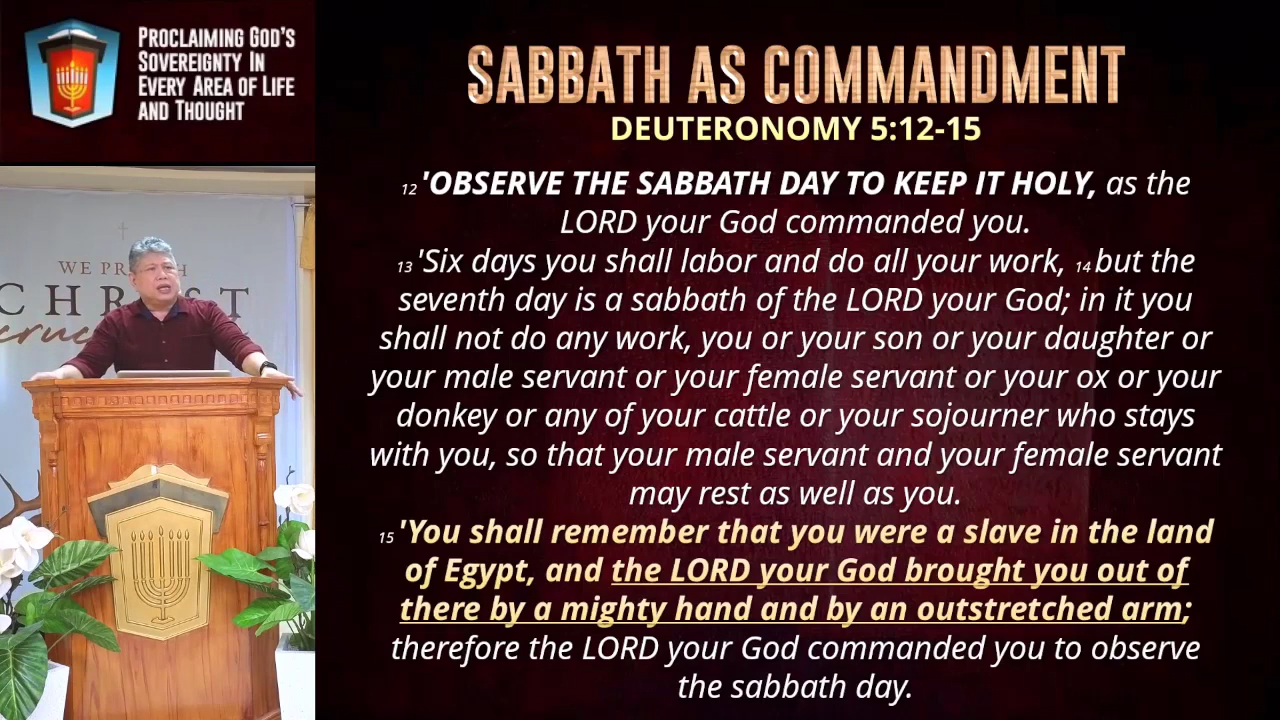 PROCLAIMING GOD'S
SOVEREIGNTY IN
EVERY AREA OF LIFE
AND THOUGHT
SABBATH AS COMMANDMENT
DEUTERONOMY 5:12-15
12 'OBSERVE THE SABBATH DAY TO KEEP IT HOLY, as the
LORD your God commanded you.
13 'Six days you shall labor and do all your work, 14 but the
seventh day is a sabbath of the LORD your God; in it you
shall not do any work, you or your son or your daughter or
your male servant or your female servant or your ox or your
donkey or any of your cattle or your sojourner who stays
with you, so that your male servant and your female servant
may rest as well as you.
15 'You shall remember that you were a slave in the land
of Egypt, and the LORD your God brought you out of
there by a mighty hand and by an outstretched arm;
therefore the LORD your God commanded you to observe
the sabbath day.
WE